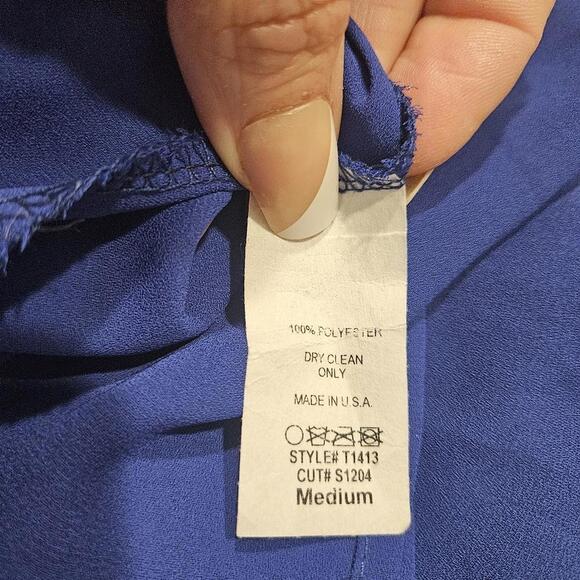 100% POLYESTER
DRY CLEAN
ONLY
MADE IN U.S.A.
STYLE# T1413
CUT# S1204
Medium